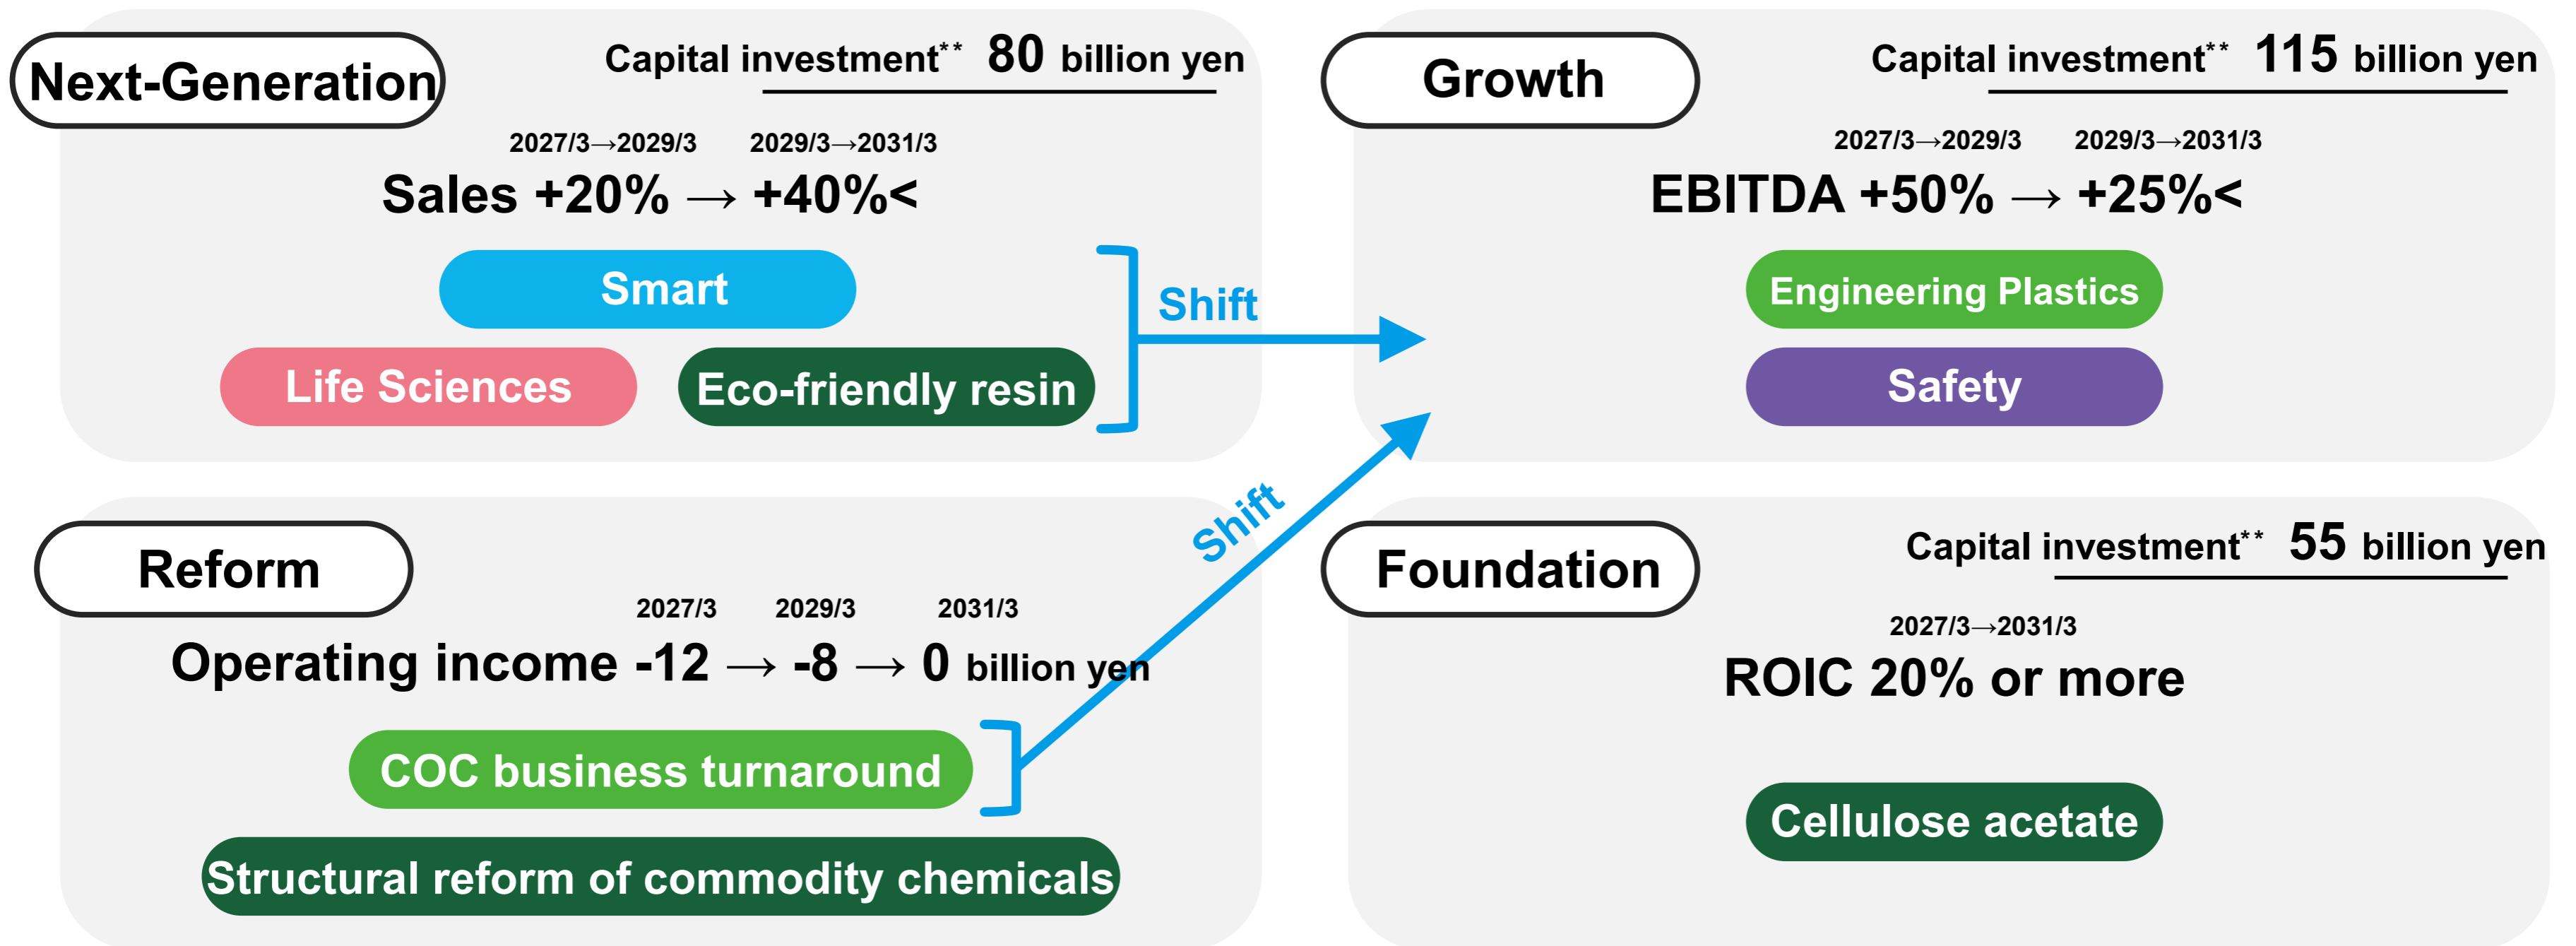 Next-Generation
Capital investment** 80 billion yen
2027/3→2029/3 2029/3→2031/3
Sales +20% → +40%<
Smart
Life Sciences
Eco-friendly resin
Shift
Growth
Capital investment** 115 billion yen
2027/3→2029/3 2029/3→2031/3
EBITDA +50% → +25%<
Engineering Plastics
Safety
Reform
2027/3 2029/3 2031/3
Operating income -12 → -8 → 0 billion yen
COC business turnaround
Structural reform of commodity chemicals
Shift
Foundation
Capital investment** 55 billion yen
2027/3→2031/3
ROIC 20% or more
Cellulose acetate